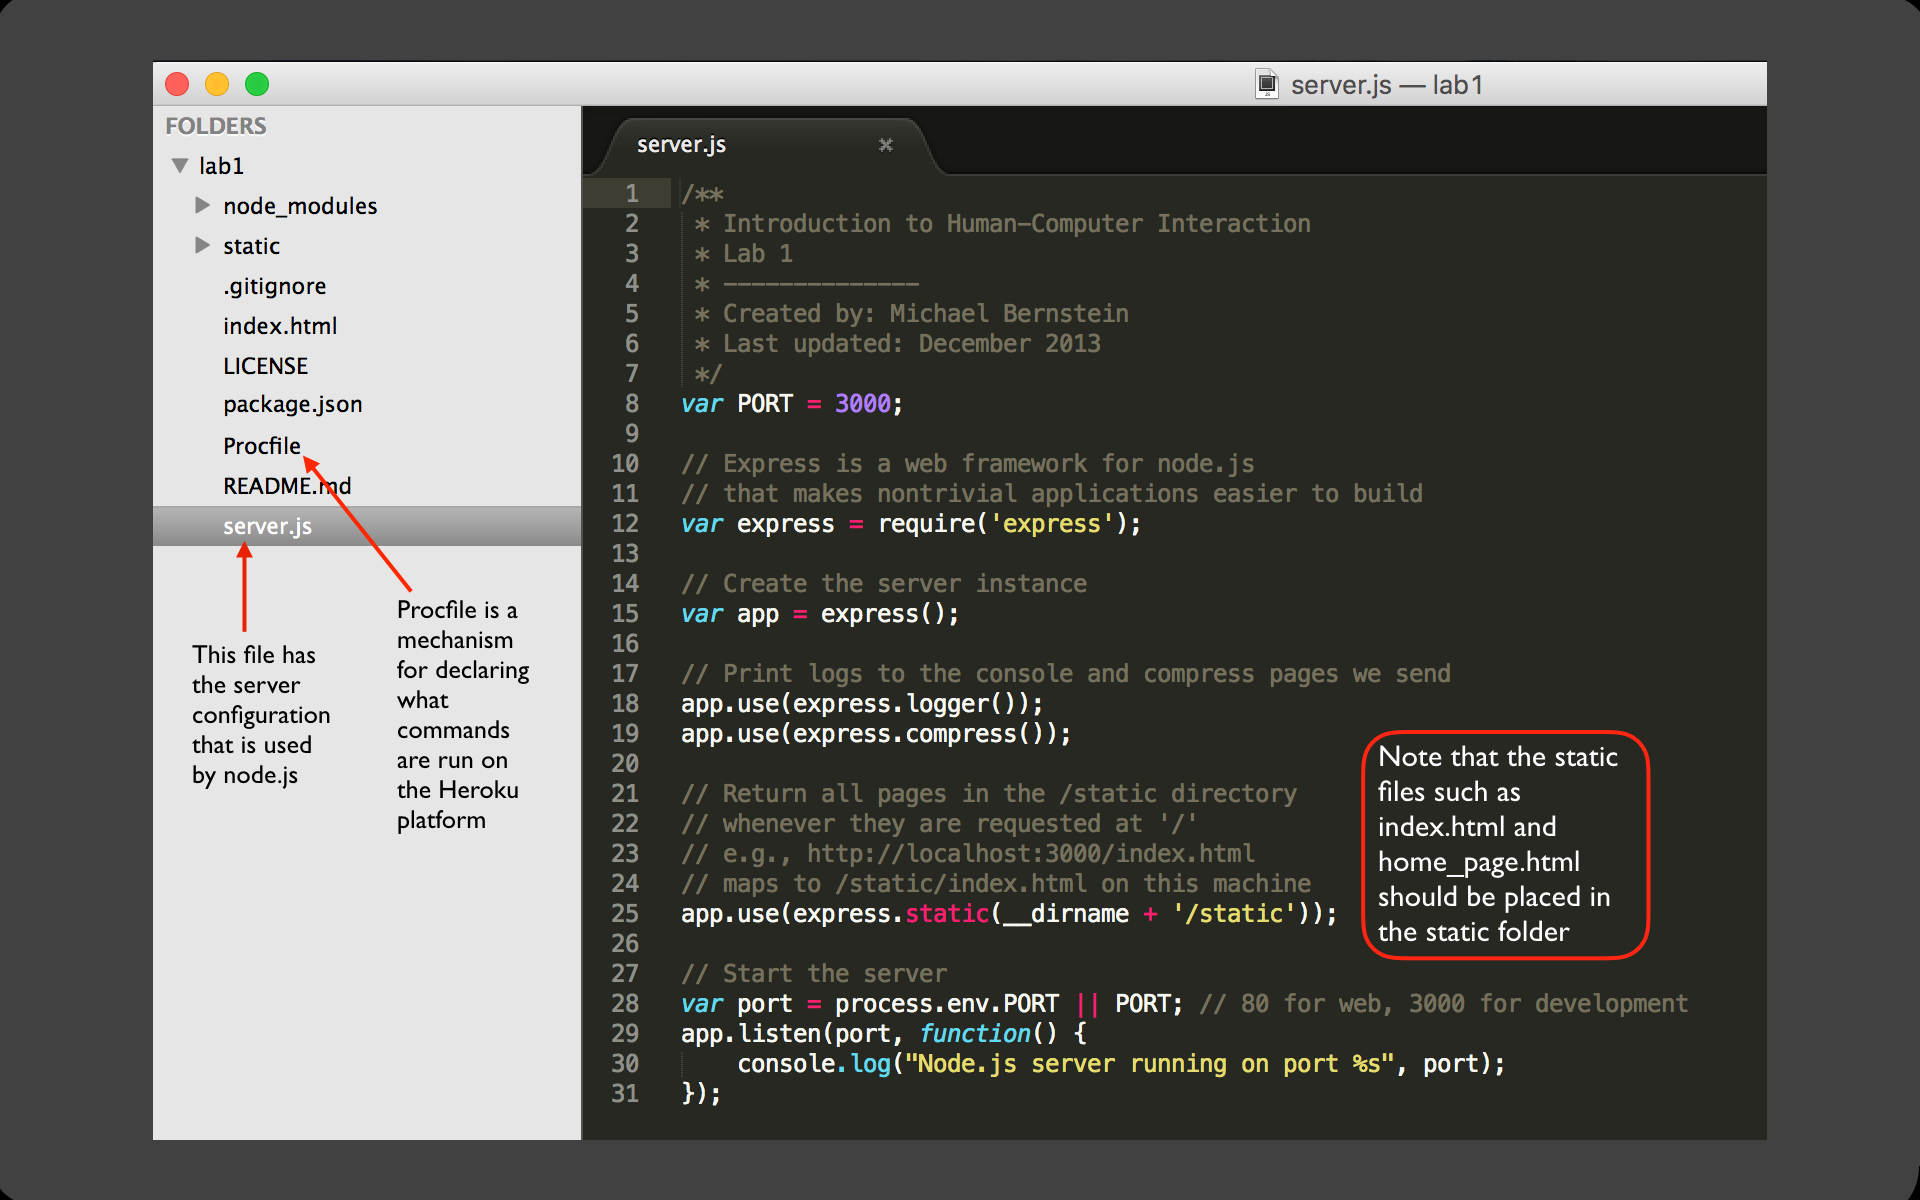 server.js — lab1
FOLDERS
lab1
node_modules
static
.gitignore
index.html
LICENSE
package.json
Procfile
README.md
server.js
This file has
the server
configuration
that is used
by node.js
Procfile is a
mechanism
for declaring
what
commands
are run on
the Heroku
platform
server.js
1 /**
2  * Introduction to Human-Computer Interaction
3  * Lab 1
4  * --------------
5  * Created by: Michael Bernstein
6  * Last updated: December 2013
7  */
8 var PORT = 3000;
9
10 // Express is a web framework for node.js
11 // that makes nontrivial applications easier to build
12 var express = require('express');
13
14 // Create the server instance
15 var app = express();
16
17 // Print logs to the console and compress pages we send
18 app.use(express.logger());
19 app.use(express.compress());
20
21 // Return all pages in the /static directory
22 // whenever they are requested at '/'
23 // e.g., http://localhost:3000/index.html
24 // maps to /static/index.html on this machine
25 app.use(express.static(__dirname + '/static'));
26
27 // Start the server
28 var port = process.env.PORT || PORT; // 80 for web, 3000 for development
29 app.listen(port, function() {
30     console.log("Node.js server running on port %s", port);
31 });
Note that the static
files such as
index.html and
home_page.html
should be placed in
the static folder